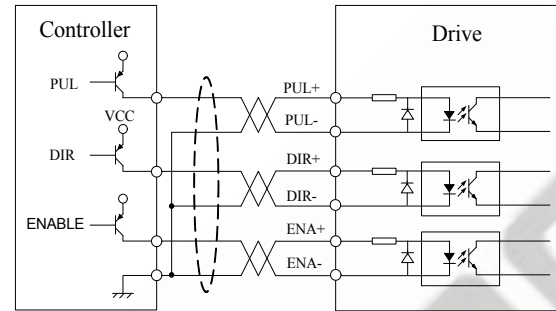 Controller
Drive
PUL
VCC
DIR
ENABLE
PUL+
PUL-
DIR+
DIR-
ENA+
ENA-